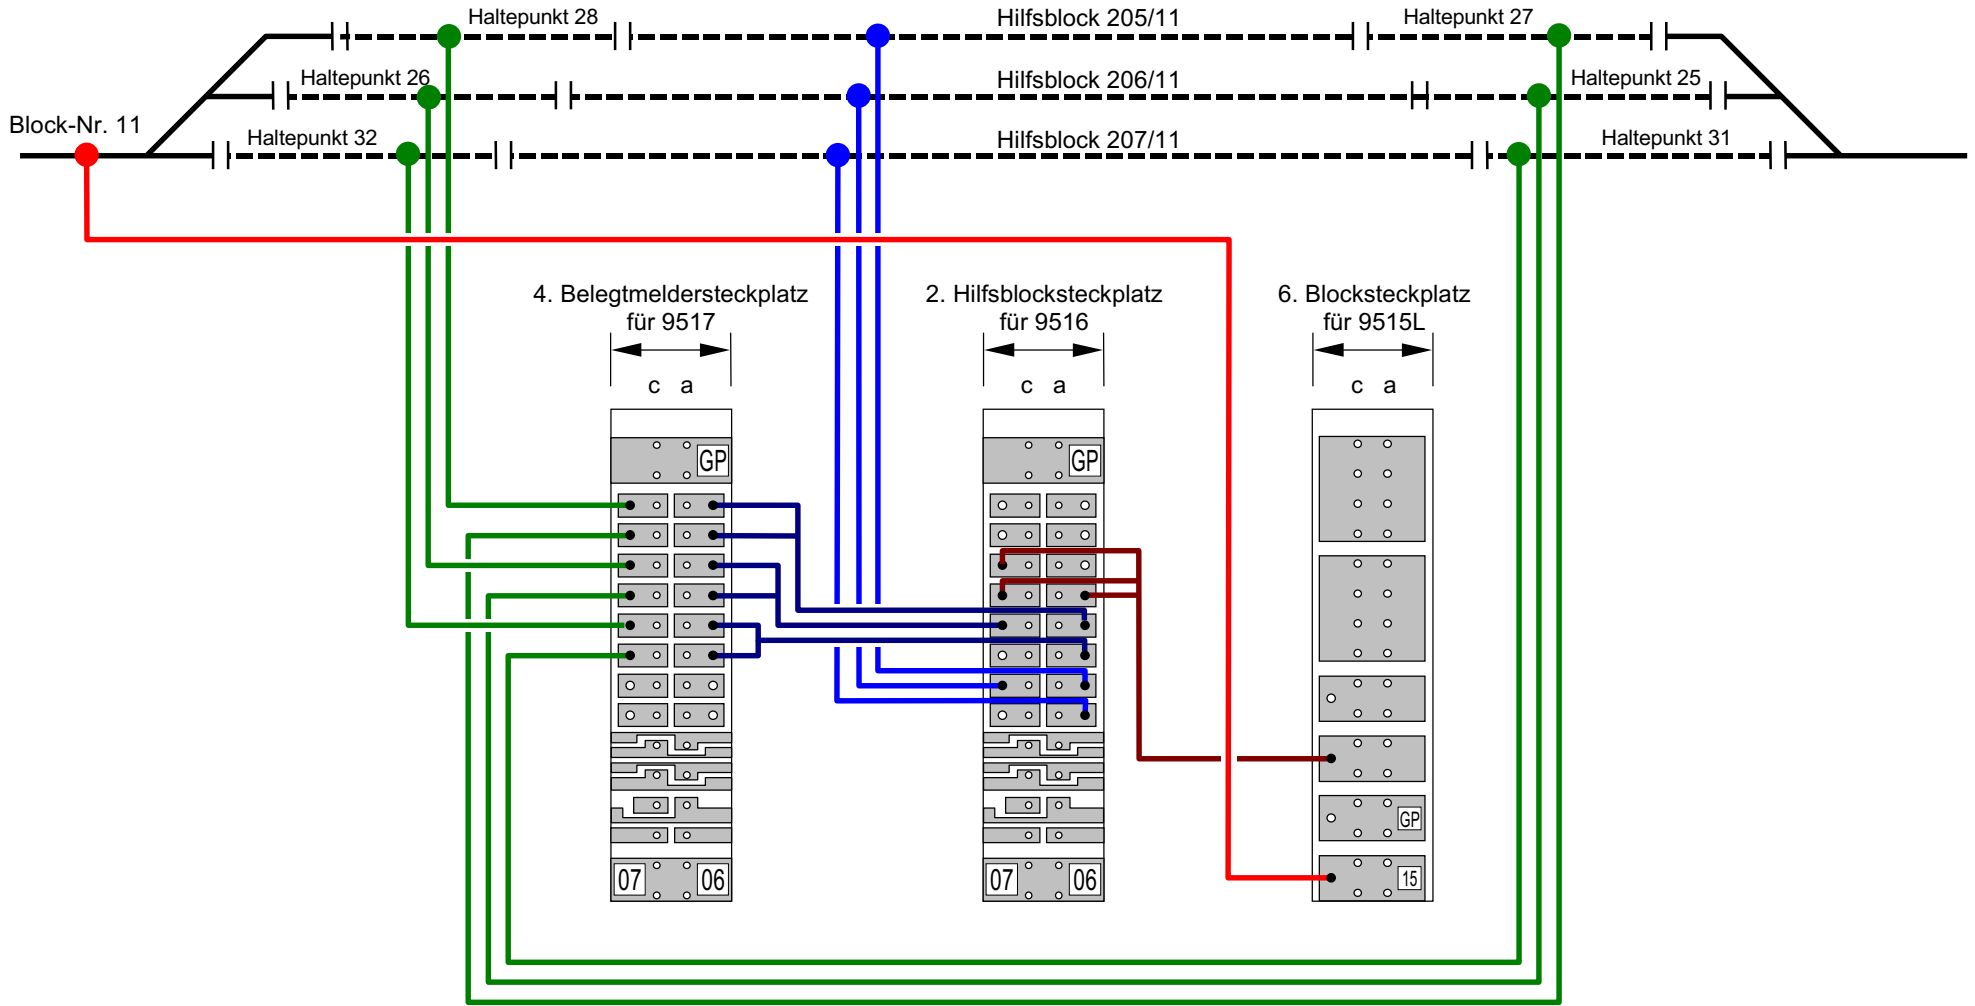 Haltepunkt 28
Hilfsblock 205/11
Haltepunkt 27
Haltepunkt 26
Hilfsblock 206/11
Haltepunkt 25
Block-Nr. 11
Haltepunkt 32
Hilfsblock 207/11
Haltepunkt 31
4. Belegtmeldersteckplatz
für 9517
2. Hilfsblocksteckplatz
für 9516
6. Blocksteckplatz
für 9515L
c a
c a
c a
GP
GP
GP
07 06
07 06
15